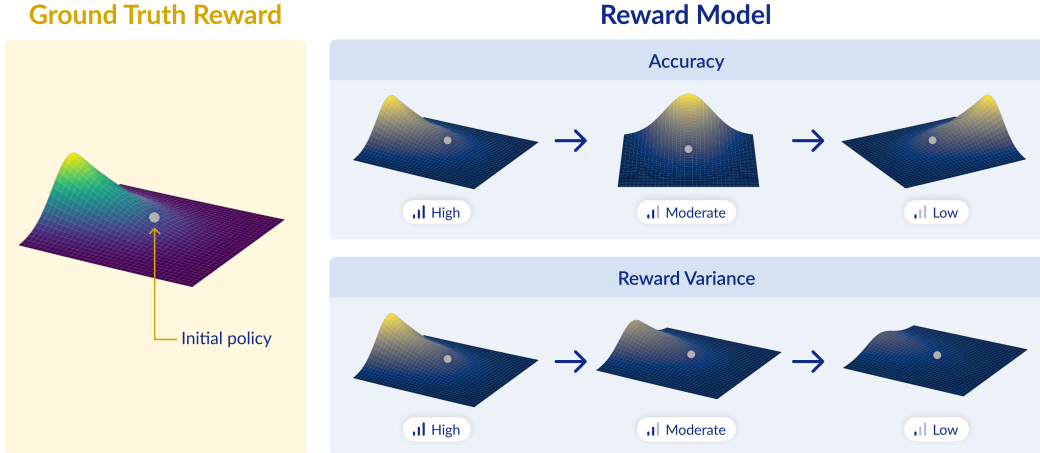 Ground Truth Reward
Initial policy
Reward Model
Accuracy
High
Moderate
Low
Reward Variance
High
Moderate
Low